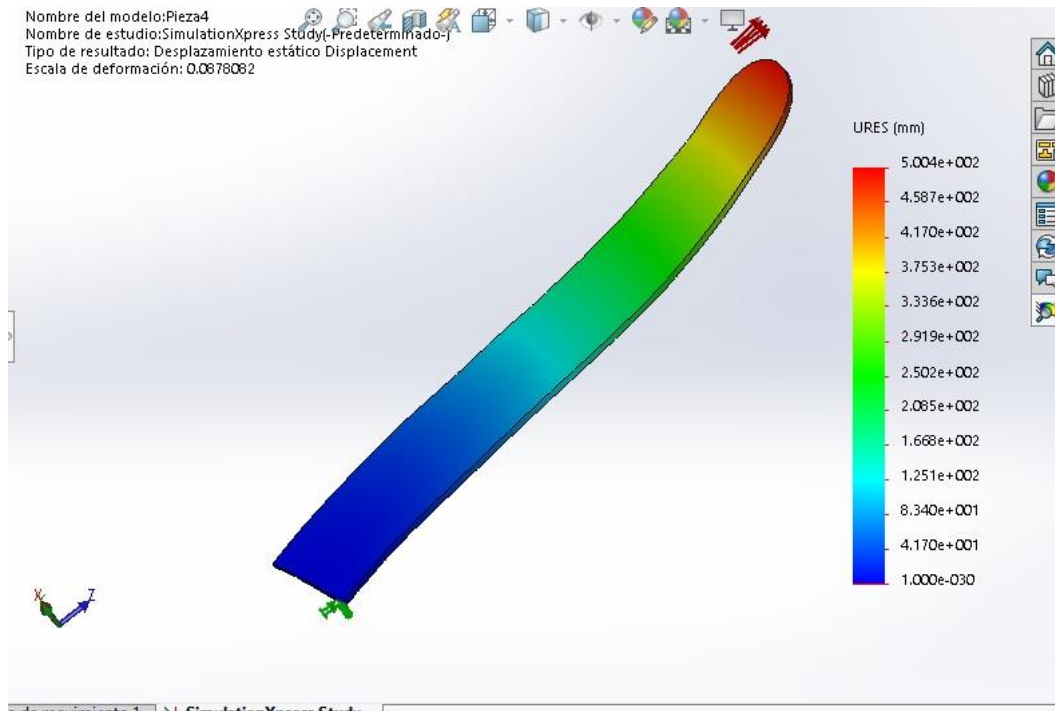 Nombre del modelo:Pieza4
Nombre de estudio:SimulationXpress Study(-Predeterminado-)
Tipo de resultado: Desplazamiento estático Displacement
Escala de deformación: 0.0878082
URES (mm)
5.004e+002
4.587e+002
4.170e+002
3.753e+002
3.336e+002
2.919e+002
2.502e+002
2.085e+002
1.668e+002
1.251e+002
8.340e+001
4.170e+001
1.000e-030
X
Z
de movimiento 1
SimulationXpress Study